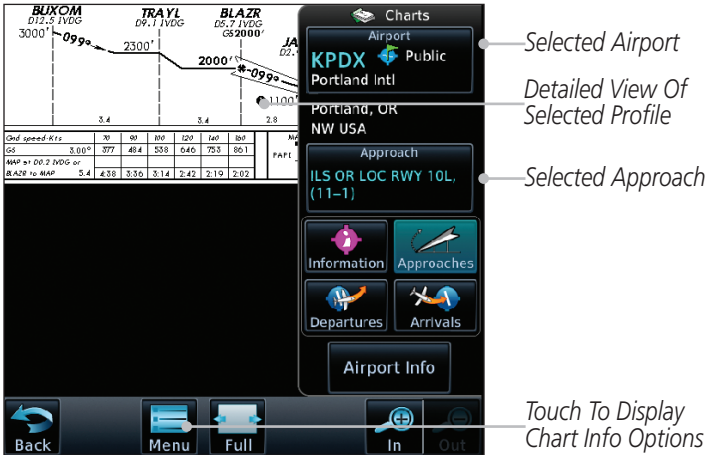 BUXOM TRAYL BLAZR
D12.5 IVDG D9.1 IVDG D5.7 IVDG
GS2000'
3000' 099° 2300' 2000' 099° 1100'
JA
D2.
3.4 3.4 2.8
Gnd speed-Kts 70 90 100 120 140 160
GS 3.00° 377 484 538 646 753 861
MAP at D0.2 IVDG or
BLAZR to MAP 5.4 4:38 3:36 3:14 2:42 2:19 2:02
PAPI
Charts
Airport
KPDX Public
Portland Intl
Portland, OR
NW USA
Approach
ILS OR LOC RWY 10L,
(11–1)
Information Approaches
Departures Arrivals
Airport Info
Back Menu Full In Out
Selected Airport
Detailed View Of
Selected Profile
Selected Approach
Touch To Display
Chart Info Options